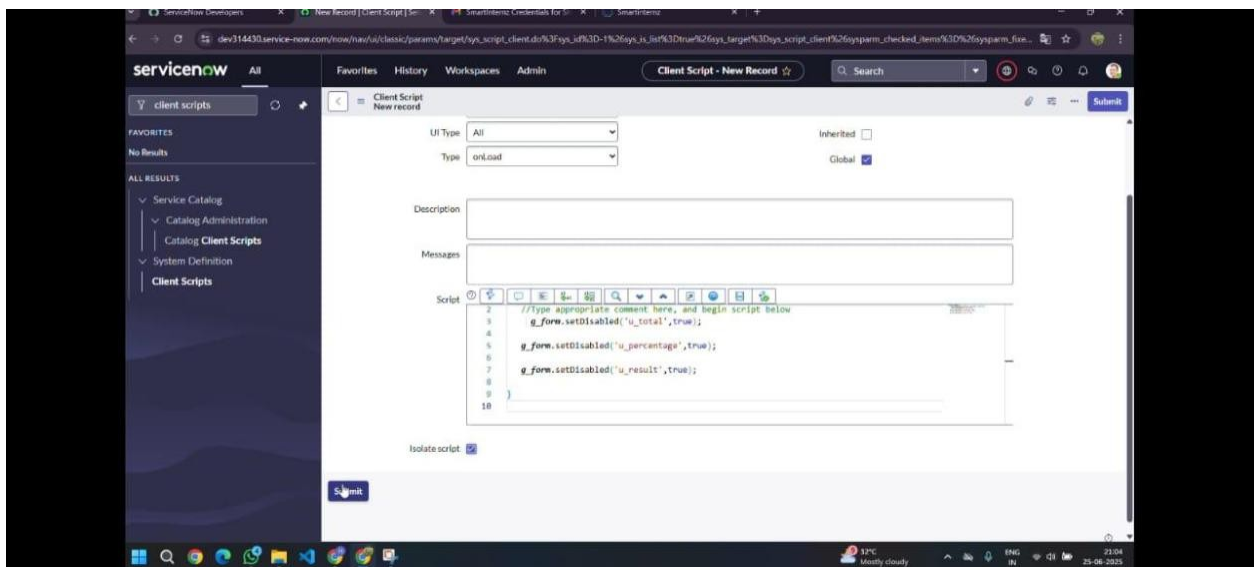 ServiceNow Developers
New Record | Client Script | Ser
SmartInternz Credentials for S
Smartinternz
dev314430.service-now.com/now/nav/ui/classic/params/target/sys_script_client.do%3Fsys_id%3D-1%26sys_is_list%3Dtrue%26sys_target%3Dsys_script_client%26sysparm_checked_items%3D%26sysparm_fixe...
servicenow All Favorites History Workspaces Admin Client Script - New Record Search
client scripts
Client Script
New record
Submit
FAVORITES
No Results
ALL RESULTS
Service Catalog
Catalog Administration
Catalog Client Scripts
System Definition
Client Scripts
UI Type All Inherited
Type onLoad Global
Description
Messages
Script
2 //Type appropriate comment here, and begin script below
3 g_form.setDisabled('u_total',true);
4
5 g_form.setDisabled('u_percentage',true);
6
7 g_form.setDisabled('u_result',true);
8
9 }
10
Isolate script
Submit
32°C
Mostly cloudy
ENG
IN
21:04
25-06-2025